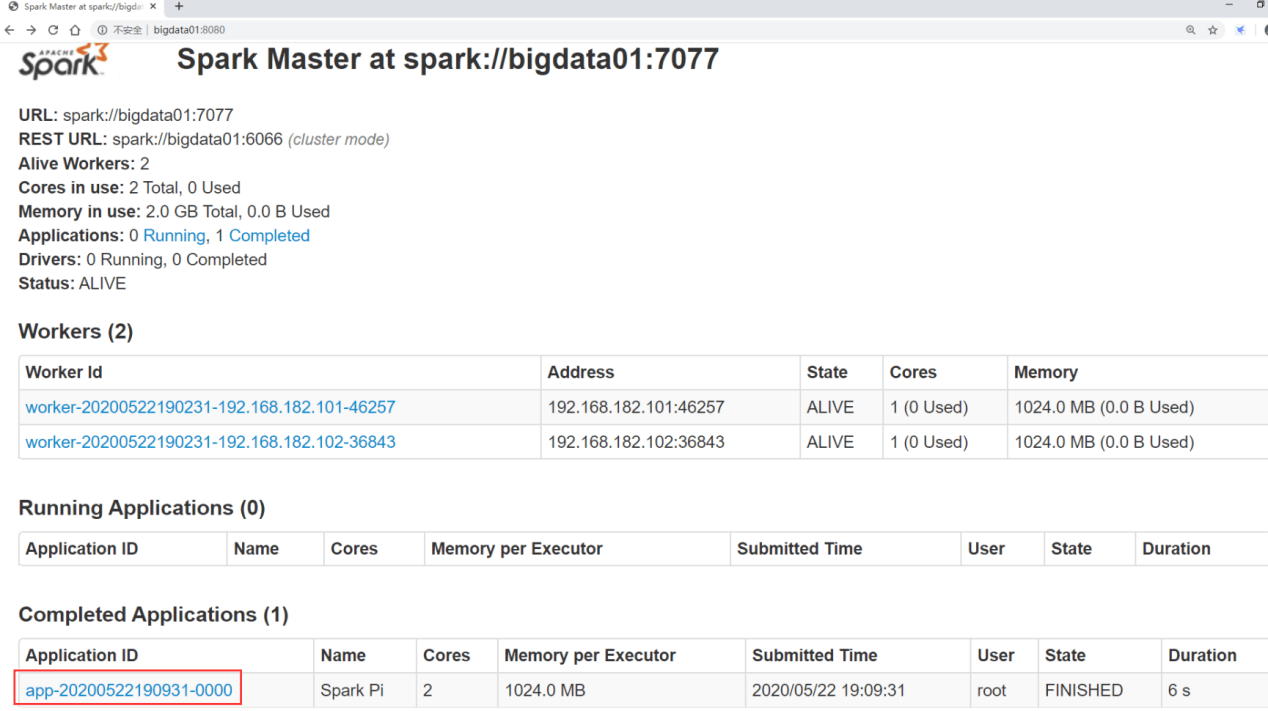 Spark Master at spark://bigdat
不安全 | bigdata01:8080
APACHE
Spark
Spark Master at spark://bigdata01:7077
URL: spark://bigdata01:7077
REST URL: spark://bigdata01:6066 (cluster mode)
Alive Workers: 2
Cores in use: 2 Total, 0 Used
Memory in use: 2.0 GB Total, 0.0 B Used
Applications: 0 Running, 1 Completed
Drivers: 0 Running, 0 Completed
Status: ALIVE
Workers (2)
Worker Id Address State Cores Memory
worker-20200522190231-192.168.182.101-46257 192.168.182.101:46257 ALIVE 1 (0 Used) 1024.0 MB (0.0 B Used)
worker-20200522190231-192.168.182.102-36843 192.168.182.102:36843 ALIVE 1 (0 Used) 1024.0 MB (0.0 B Used)
Running Applications (0)
Application ID Name Cores Memory per Executor Submitted Time User State Duration
Completed Applications (1)
Application ID Name Cores Memory per Executor Submitted Time User State Duration
app-20200522190931-0000 Spark Pi 2 1024.0 MB 2020/05/22 19:09:31 root FINISHED 6 s